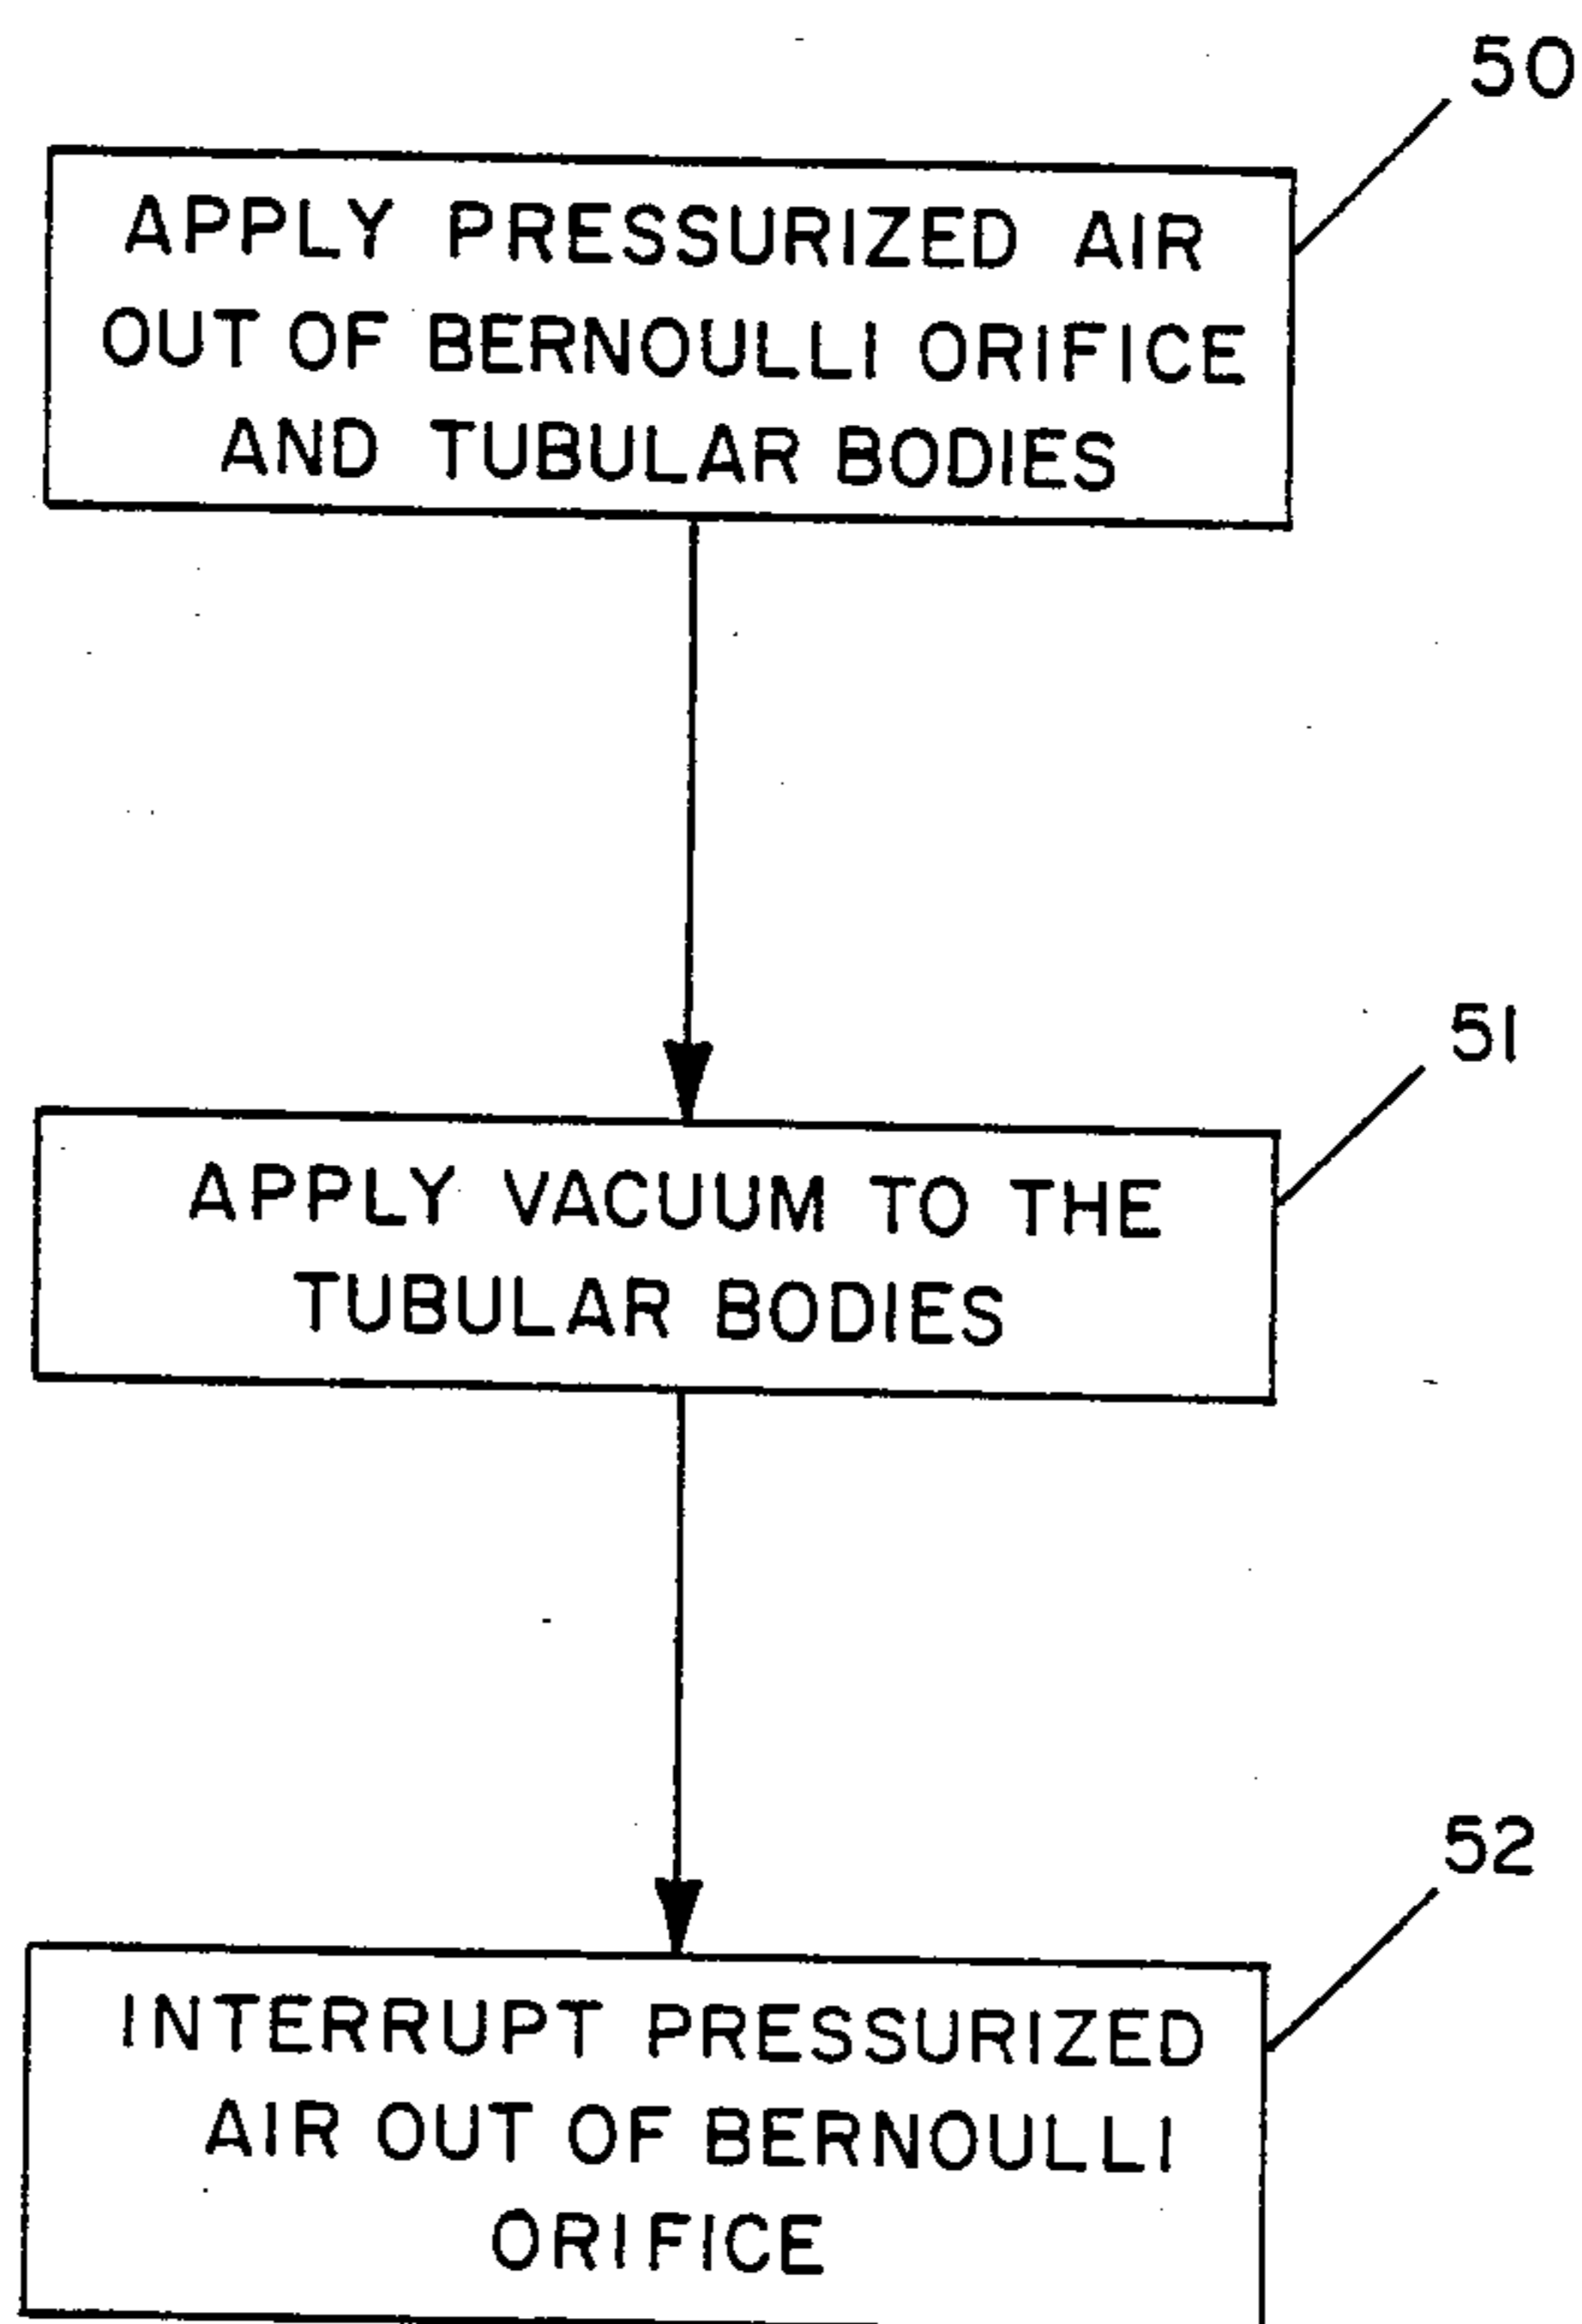 50
APPLY PRESSURIZED AIR
OUT OF BERNOULLI ORIFICE
AND TUBULAR BODIES
51
APPLY VACUUM TO THE
TUBULAR BODIES
52
INTERRUPT PRESSURIZED
AIR OUT OF BERNOULLI
ORIFICE